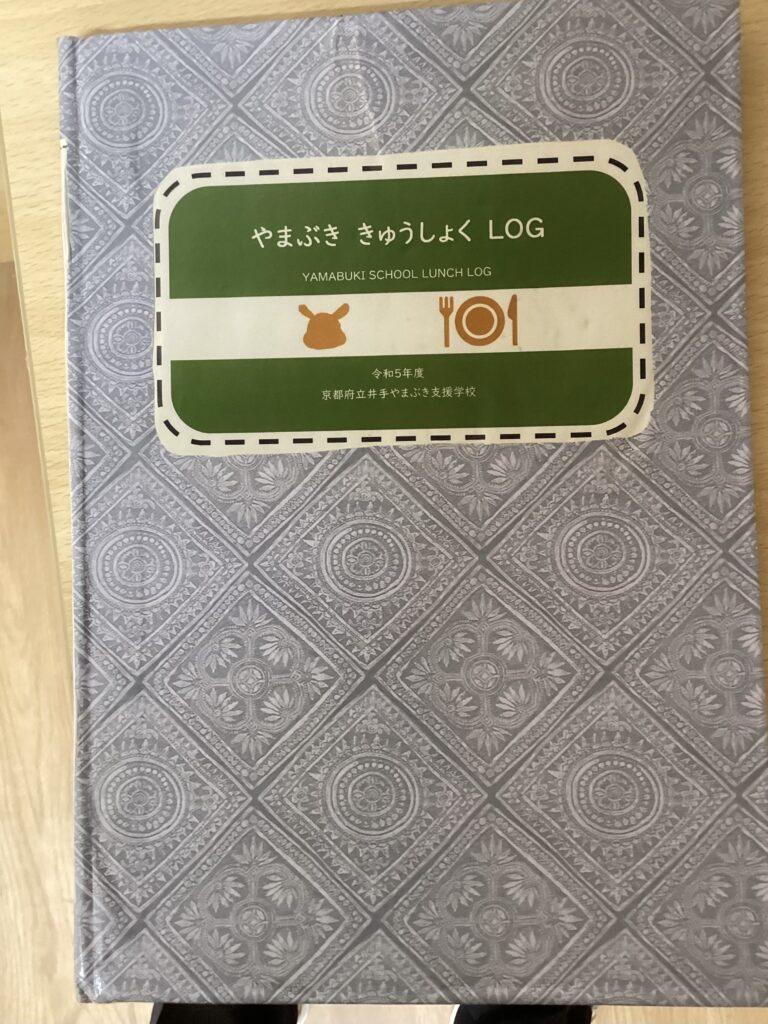 やまぶき きゅうしょく LOG
YAMABUKI SCHOOL LUNCH LOG
令和5年度
京都府立井手やまぶき支援学校